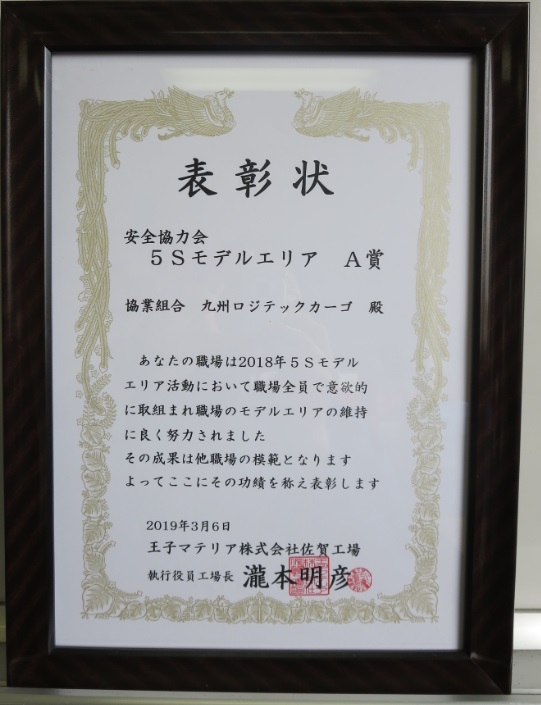 表彰状
安全協力会
５Ｓモデルエリア　Ａ賞
協業組合　九州ロジテックカーゴ　殿
あなたの職場は2018年５Ｓモデル
エリア活動において職場全員で意欲的
に取組まれ職場のモデルエリアの維持
に良く努力されました
その成果は他職場の模範となります
よってここにその功績を称え表彰します
2019年3月6日
王子マテリア株式会社佐賀工場
執行役員工場長　瀧本明彦